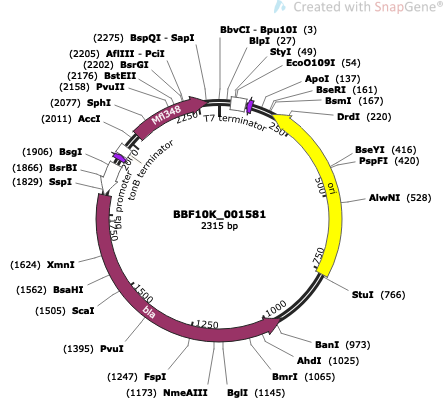 Created with SnapGene®
(2275) BspQI - SapI
(2205) AflIII - PciI
(2202) BsrGI
(2176) BstEII
(2158) PvuII
(2077) SphI
(2011) AccI
(1906) BsgI
(1866) BsrBI
(1829) SspI
(1624) XmnI
(1562) BsaHI
(1505) ScaI
(1395) PvuI
(1247) FspI
(1173) NmeAIII
BbvCI - Bpu10I (3)
BlpI (27)
StyI (49)
EcoO109I (54)
ApoI (137)
BseRI (161)
BsmI (167)
DrdI (220)
BseYI (416)
PspFI (420)
AlwNI (528)
StuI (766)
BanI (973)
AhdI (1025)
BmrI (1065)
BglI (1145)
Mfl348
T7 terminator
tonB terminator
bla promoter
ori
bla
250
500
750
1000
1250
1500
1750
2000
2250
BBF10K_001581
2315 bp